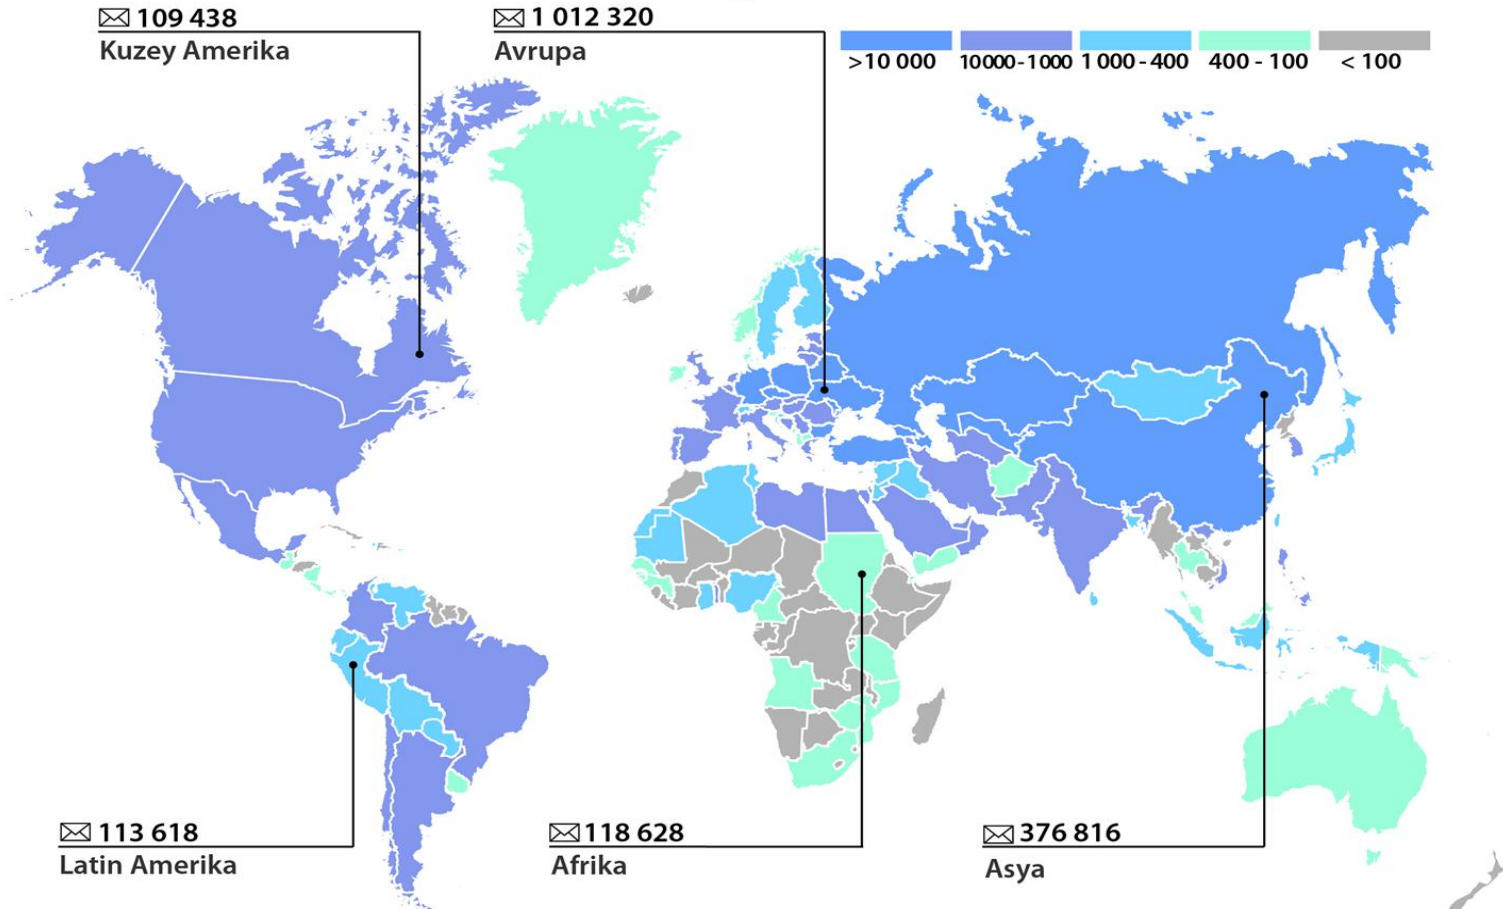 109 438
Kuzey Amerika
1 012 320
Avrupa
>10 000
10000-1000
1 000-400
400 - 100
< 100
113 618
Latin Amerika
118 628
Afrika
376 816
Asya